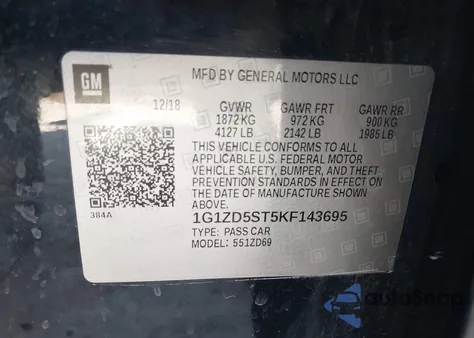 GM
MFD BY GENERAL MOTORS LLC
12/18 GVWR GAWR FRT GAWR RR
1872 KG 972 KG 900 KG
4127 LB 2142 LB 1985 LB
THIS VEHICLE CONFORMS TO ALL
APPLICABLE U.S. FEDERAL MOTOR
VEHICLE SAFETY, BUMPER, AND THEFT
PREVENTION STANDARDS IN EFFECT ON
THE DATE OF MANUFACTURE SHOWN
ABOVE.
384A
1G1ZD5ST5KF143695
TYPE: PASS CAR
MODEL: 551ZD69
autoSnap